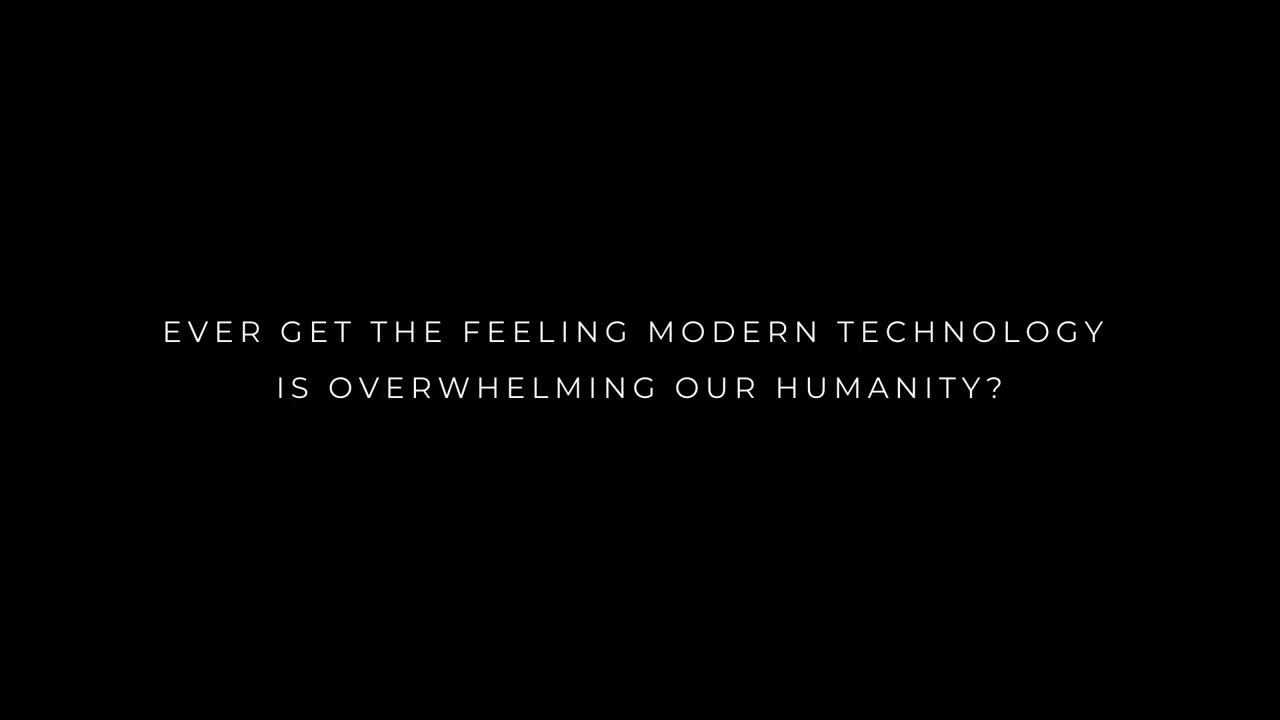 EVER GET THE FEELING MODERN TECHNOLOGY
IS OVERWHELMING OUR HUMANITY?